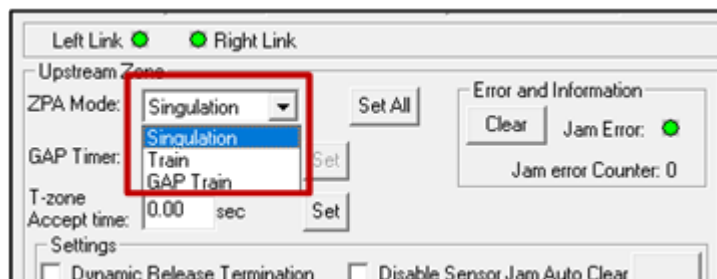 Left Link Right Link
Upstream Zone
ZPA Mode: Singulation Set All
Singulation
Train
GAP Train
GAP Timer: Set
T-zone
Accept time: 0.00 sec Set
Error and Information
Clear Jam Error:
Jam error Counter: 0
Settings
Dynamic Release Termination Disable Sensor Jam Auto Clear